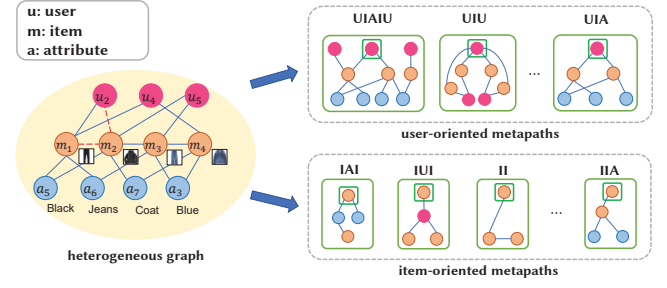 u: user
m: item
a: attribute
u2 u4 u5
m1 m2 m3 m4
a5 a6 a7 a3
Black Jeans Coat Blue
heterogeneous graph
UIAIU UIU UIA
...
user-oriented metapaths
IAI IUI II IIA
...
item-oriented metapaths